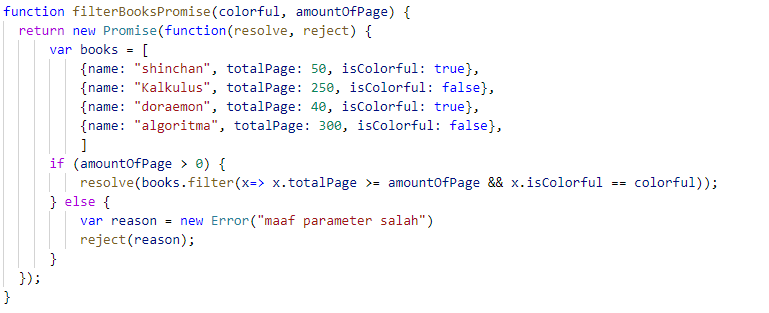 function filterBooksPromise(colorful, amountOfPage) {
  return new Promise(function(resolve, reject) {
      var books = [
          {name: "shinchan", totalPage: 50, isColorful: true},
          {name: "Kalkulus", totalPage: 250, isColorful: false},
          {name: "doraemon", totalPage: 40, isColorful: true},
          {name: "algoritma", totalPage: 300, isColorful: false},
          ]
      if (amountOfPage > 0) {
          resolve(books.filter(x=> x.totalPage >= amountOfPage && x.isColorful == colorful));
      } else {
          var reason = new Error("maaf parameter salah")
          reject(reason);
      }
  });
}